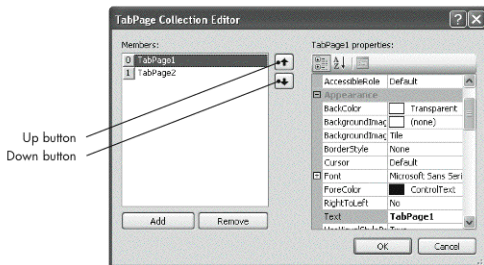 TabPage Collection Editor
Members:
0 TabPage1
1 TabPage2
Up button
Down button
Add Remove
TabPage1 properties:
AccessibleRole Default
Appearance
BackColor Transparent
BackgroundImag (none)
BackgroundImag Tile
BorderStyle None
Cursor Default
Font Microsoft Sans Seri
ForeColor ControlText
RightToLeft No
Text TabPage1
OK Cancel